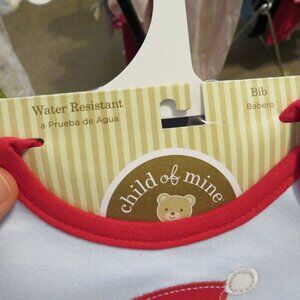 Water Resistant
a Prueba de Agua
Bib
Babero
child of mine